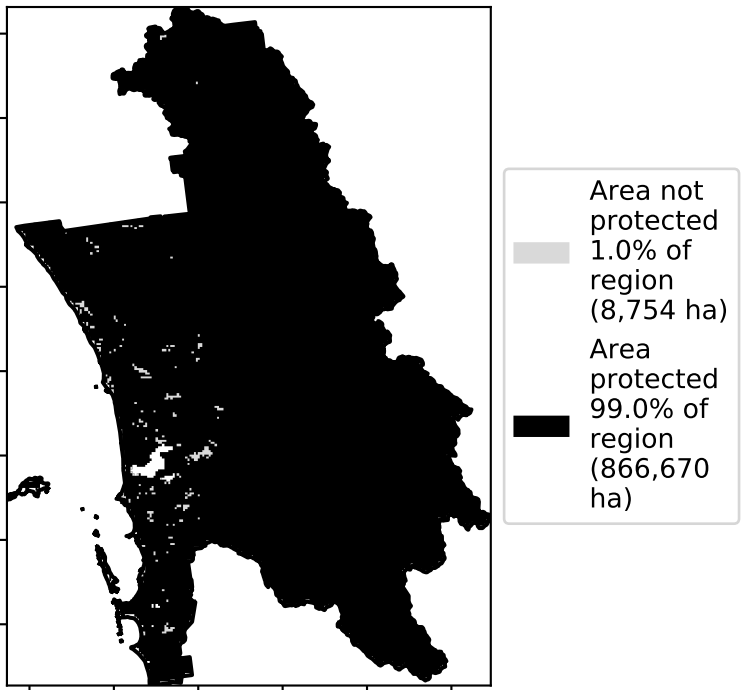 Area not
protected
1.0% of
region
(8,754 ha)
Area
protected
99.0% of
region
(866,670
ha)